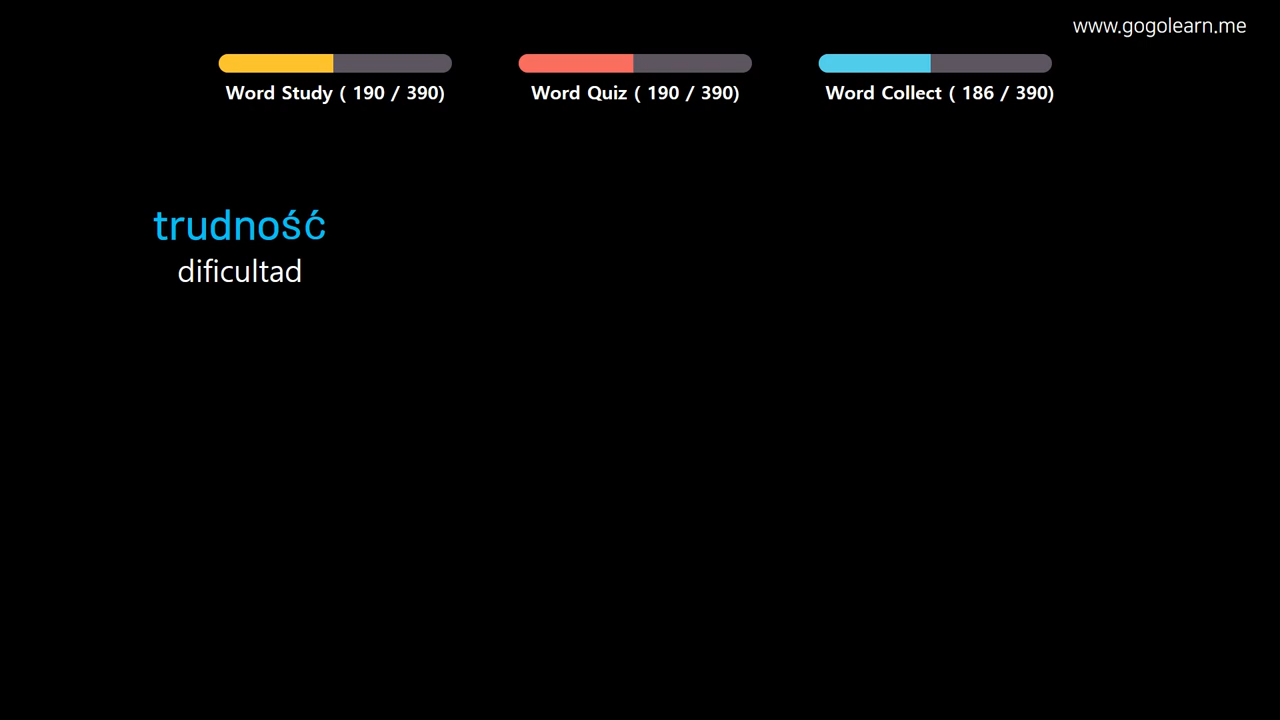 www.gogolearn.me
Word Study ( 190 / 390)
Word Quiz ( 190 / 390)
Word Collect ( 186 / 390)
trudność
dificultad